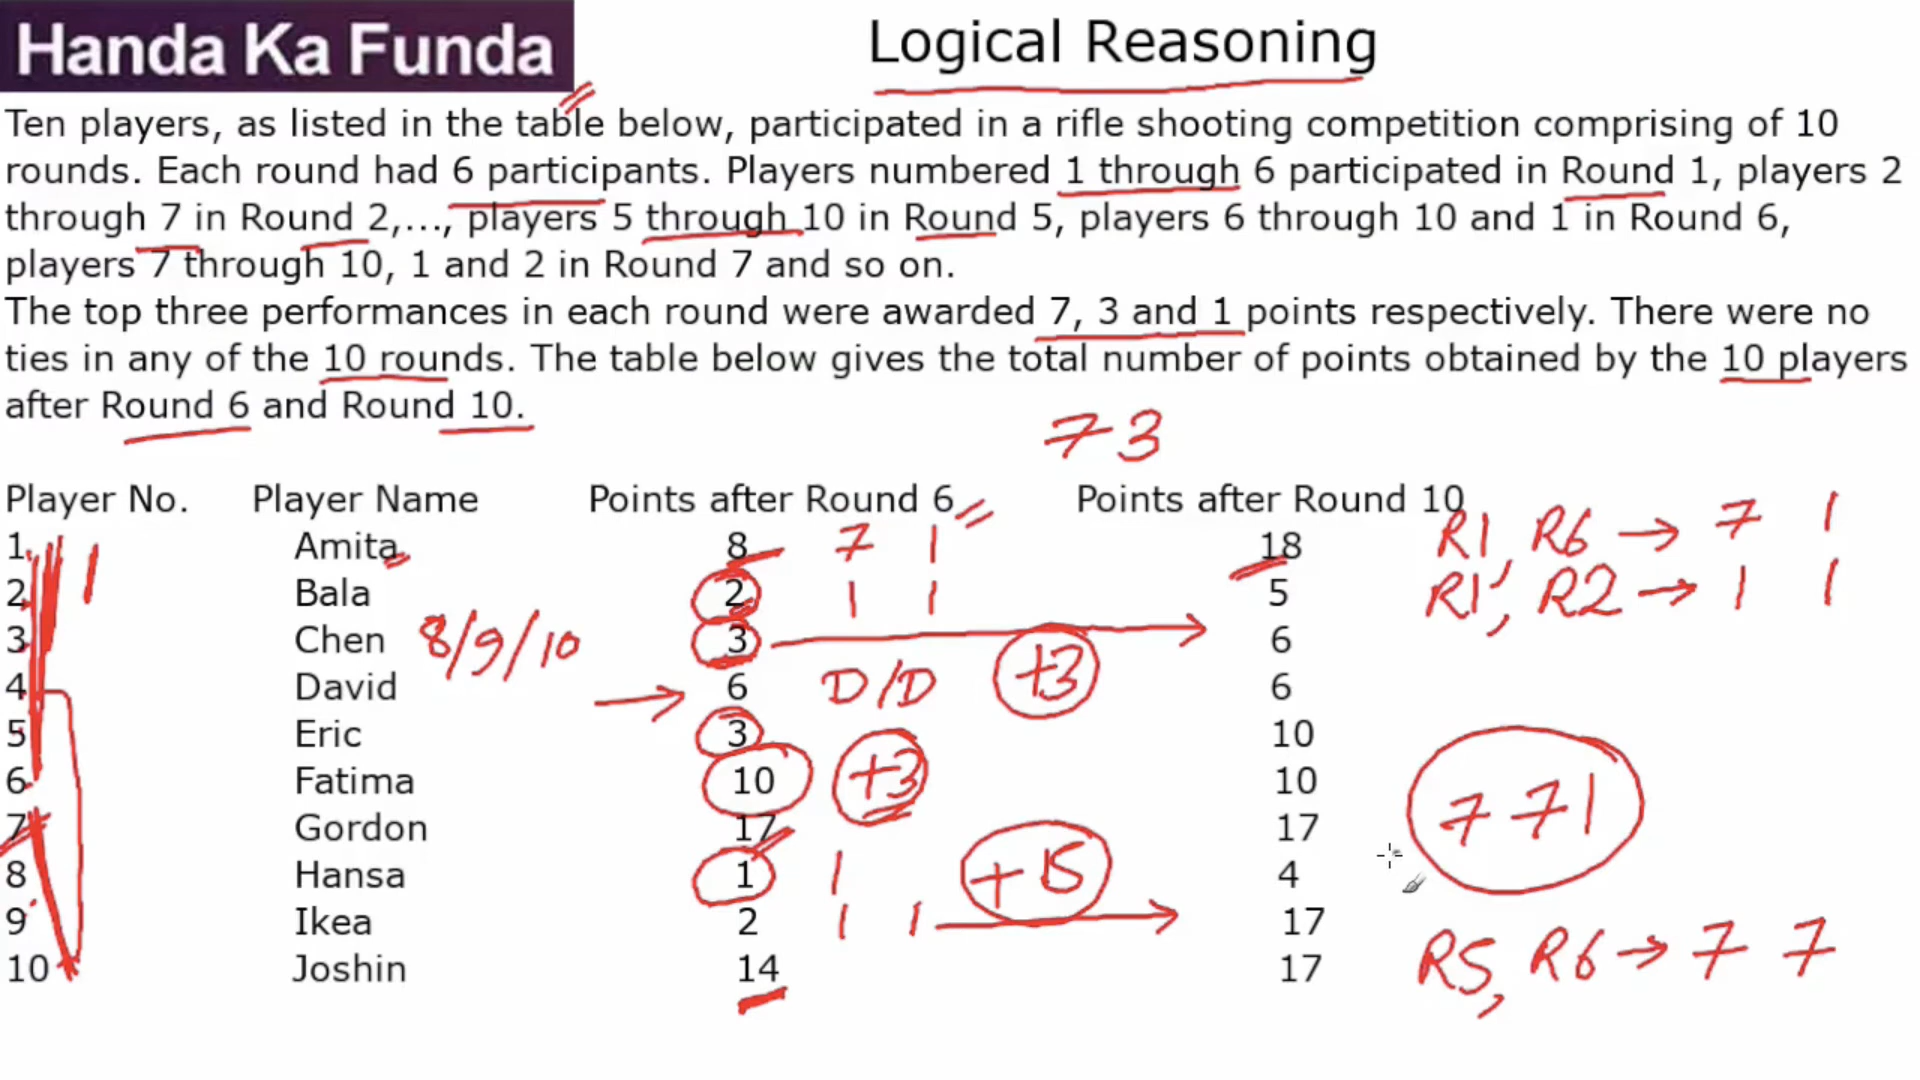 Handa Ka Funda
Logical Reasoning
Ten players, as listed in the table below, participated in a rifle shooting competition comprising of 10
rounds. Each round had 6 participants. Players numbered 1 through 6 participated in Round 1, players 2
through 7 in Round 2,..., players 5 through 10 in Round 5, players 6 through 10 and 1 in Round 6,
players 7 through 10, 1 and 2 in Round 7 and so on.
The top three performances in each round were awarded 7, 3 and 1 points respectively. There were no
ties in any of the 10 rounds. The table below gives the total number of points obtained by the 10 players
after Round 6 and Round 10.
7 3
Player No. Player Name Points after Round 6 Points after Round 10
1 Amita 8 7 1 18 R1, R6 → 7 1
2 Bala 2 1 1 5 R1, R2 → 1 1
3 Chen 8/9/10 3 6
4 David 6 D/D +3 6
5 Eric 3 10
6 Fatima 10 +3 10
7 Gordon 17 17 7 7 1
8 Hansa 1 1 +15 4
9 Ikea 2 1 1 17
10 Joshin 14 17 R5, R6 → 7 7